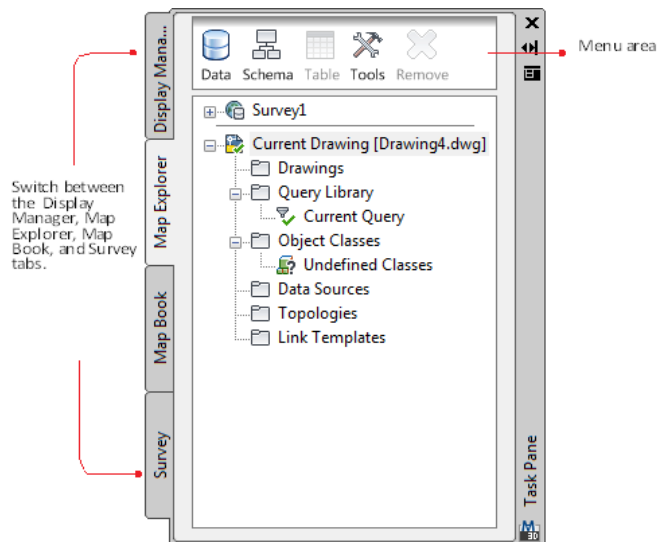 Display Mana...
Map Explorer
Map Book
Survey
Data Schema Table Tools Remove
Menu area
Survey1
Current Drawing [Drawing4.dwg]
Drawings
Query Library
Current Query
Object Classes
Undefined Classes
Data Sources
Topologies
Link Templates
Switch between
the Display
Manager, Map
Explorer, Map
Book, and Survey
tabs.
Task Pane
3D